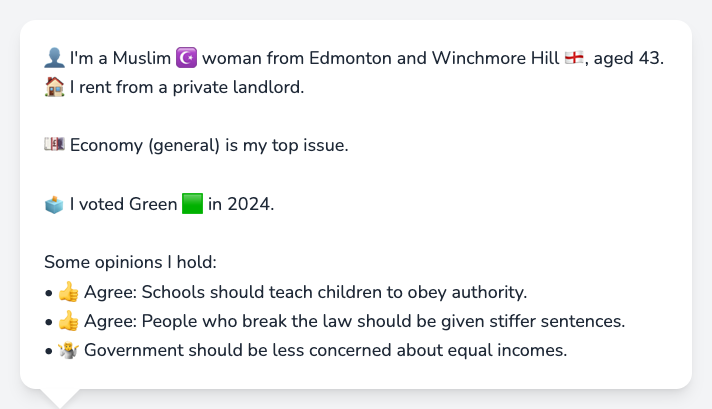 👤 I'm a Muslim ☪️ woman from Edmonton and Winchmore Hill 🏴󠁧󠁢󠁥󠁮󠁧󠁿, aged 43.
🏠 I rent from a private landlord.
💷 Economy (general) is my top issue.
🗳️ I voted Green 🟩 in 2024.
Some opinions I hold:
• 👍 Agree: Schools should teach children to obey authority.
• 👍 Agree: People who break the law should be given stiffer sentences.
• 🤷 Government should be less concerned about equal incomes.